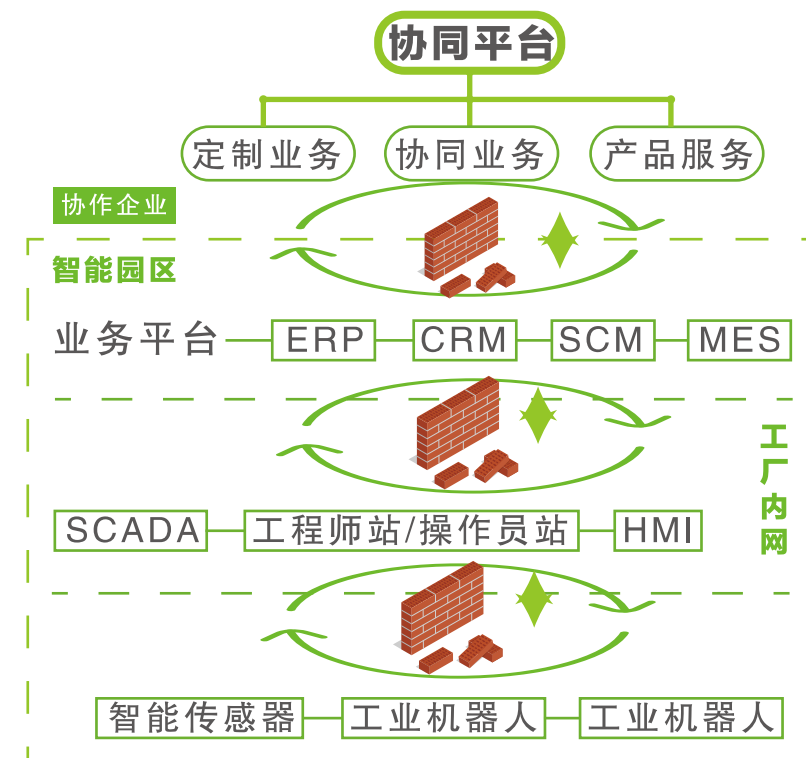 协同平台
定制业务 协同业务 产品服务
协作企业
智能园区
业务平台 ERP CRM SCM MES
工厂内网
SCADA 工程师站/操作员站 HMI
智能传感器 工业机器人 工业机器人